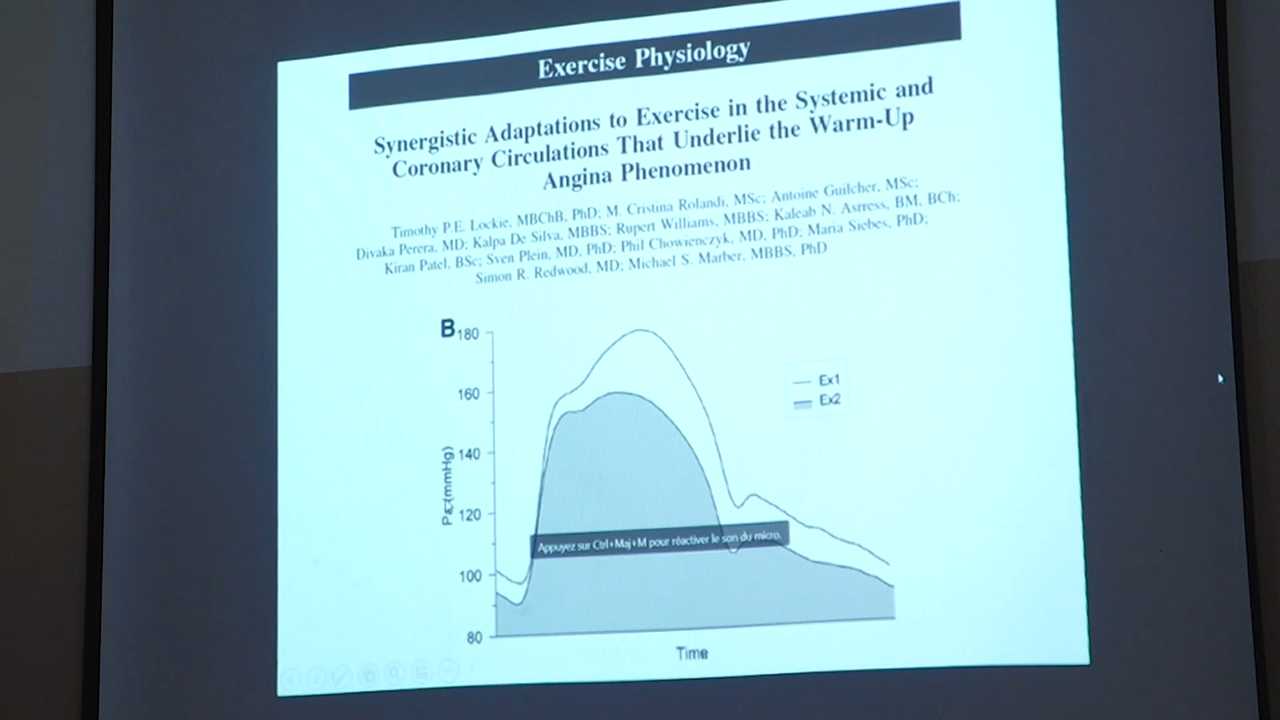 Exercise Physiology
Synergistic Adaptations to Exercise in the Systemic and
Coronary Circulations That Underlie the Warm-Up
Angina Phenomenon
Timothy P.E. Lockie, MBChB, PhD; M. Cristina Rolandi, MSc; Antoine Guilcher, MSc;
Divaka Perera, MD; Kalpa De Silva, MBBS; Rupert Williams, MBBS; Kaleab N. Asrress, BM, BCh;
Kiran Patel, BSc; Sven Plein, MD, PhD; Phil Chowienczyk, MD, PhD; Maria Siebes, PhD;
Simon R. Redwood, MD; Michael S. Marber, MBBS, PhD
B
180
160
140
120
100
80
(mmHg)
Ex1
Ex2
Appuyez sur Ctrl+Maj+M pour réactiver le son du micro.
Time